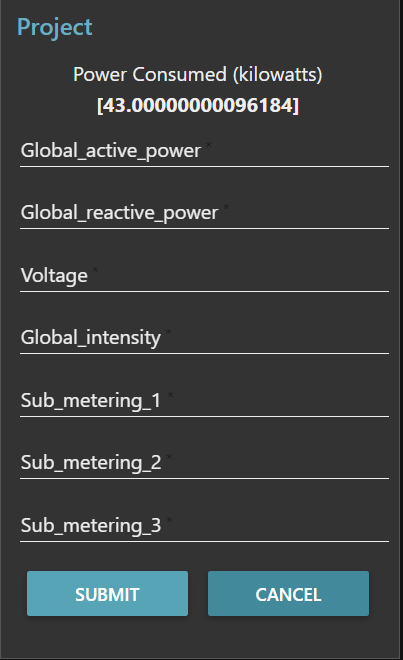 Project
Power Consumed (kilowatts)
[43.00000000096184]
Global_active_power *
Global_reactive_power *
Voltage *
Global_intensity *
Sub_metering_1 *
Sub_metering_2 *
Sub_metering_3 *
SUBMIT
CANCEL